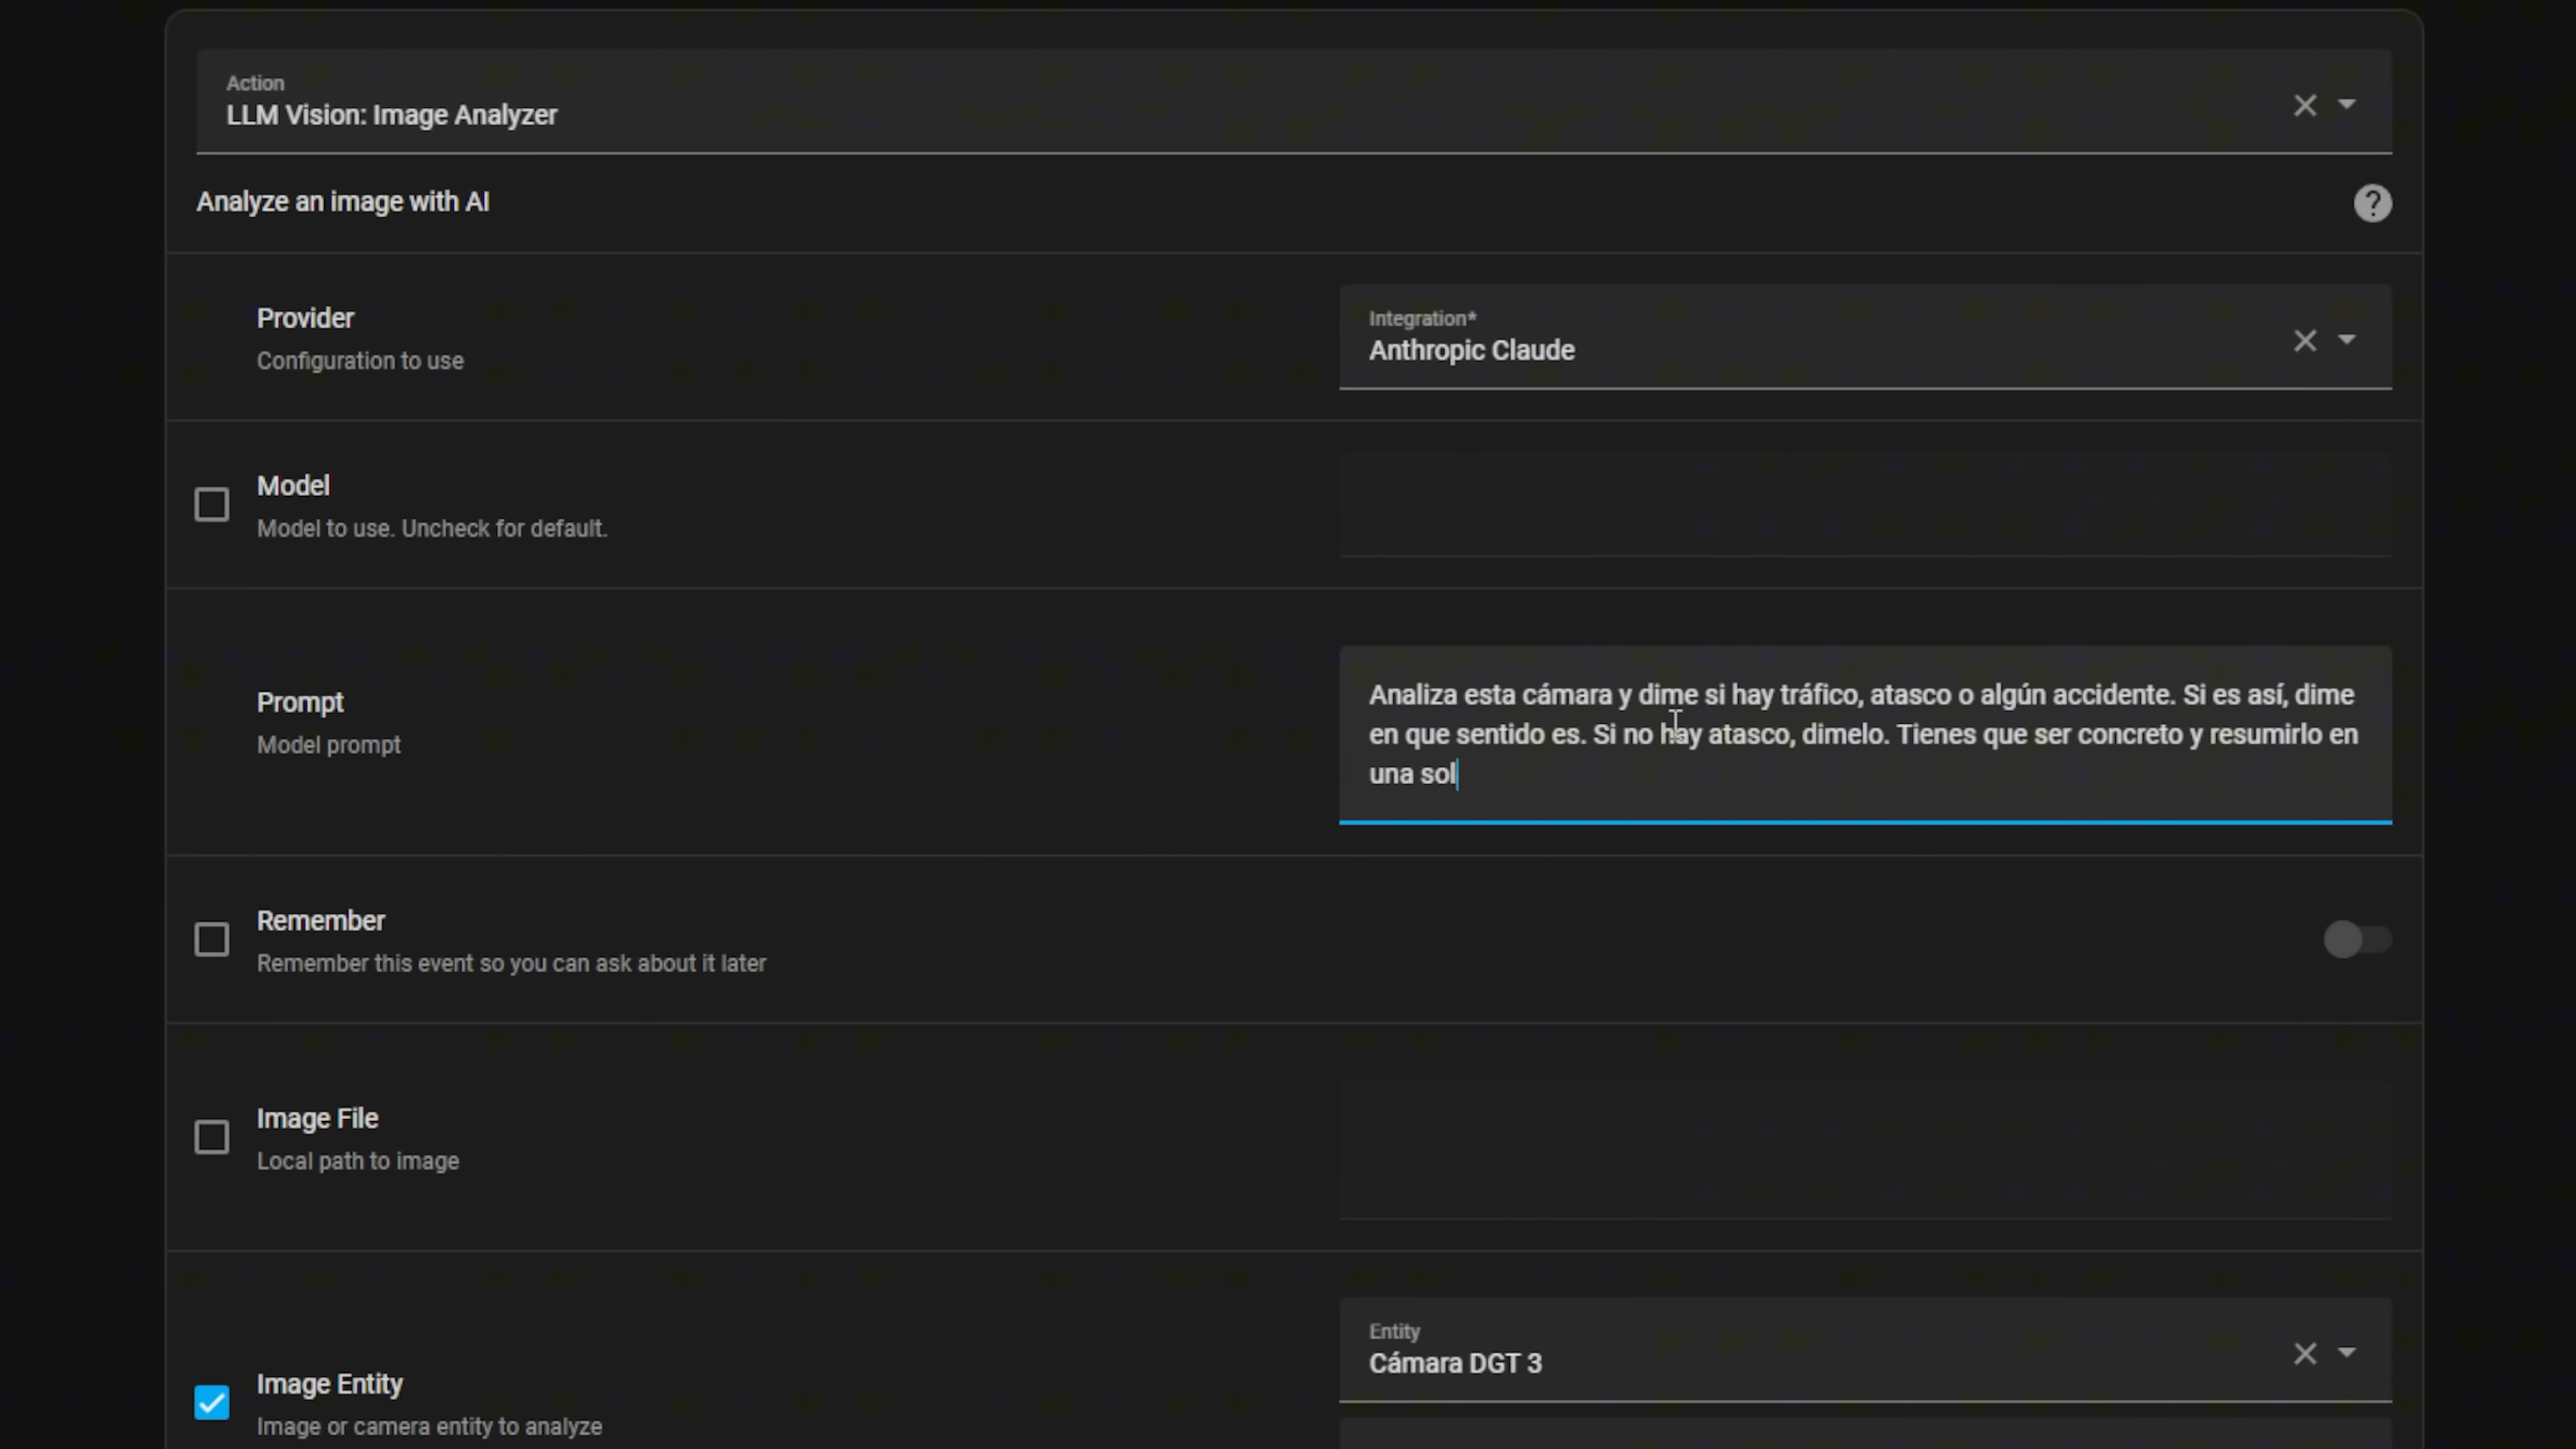 Action
LLM Vision: Image Analyzer
Analyze an image with AI
Provider
Configuration to use
Integration*
Anthropic Claude
Model
Model to use. Uncheck for default.
Prompt
Model prompt
Analiza esta cámara y dime si hay tráfico, atasco o algún accidente. Si es así, dime
en que sentido es. Si no hay atasco, dimelo. Tienes que ser concreto y resumirlo en
una sol
Remember
Remember this event so you can ask about it later
Image File
Local path to image
Entity
Cámara DGT 3
Image Entity
Image or camera entity to analyze